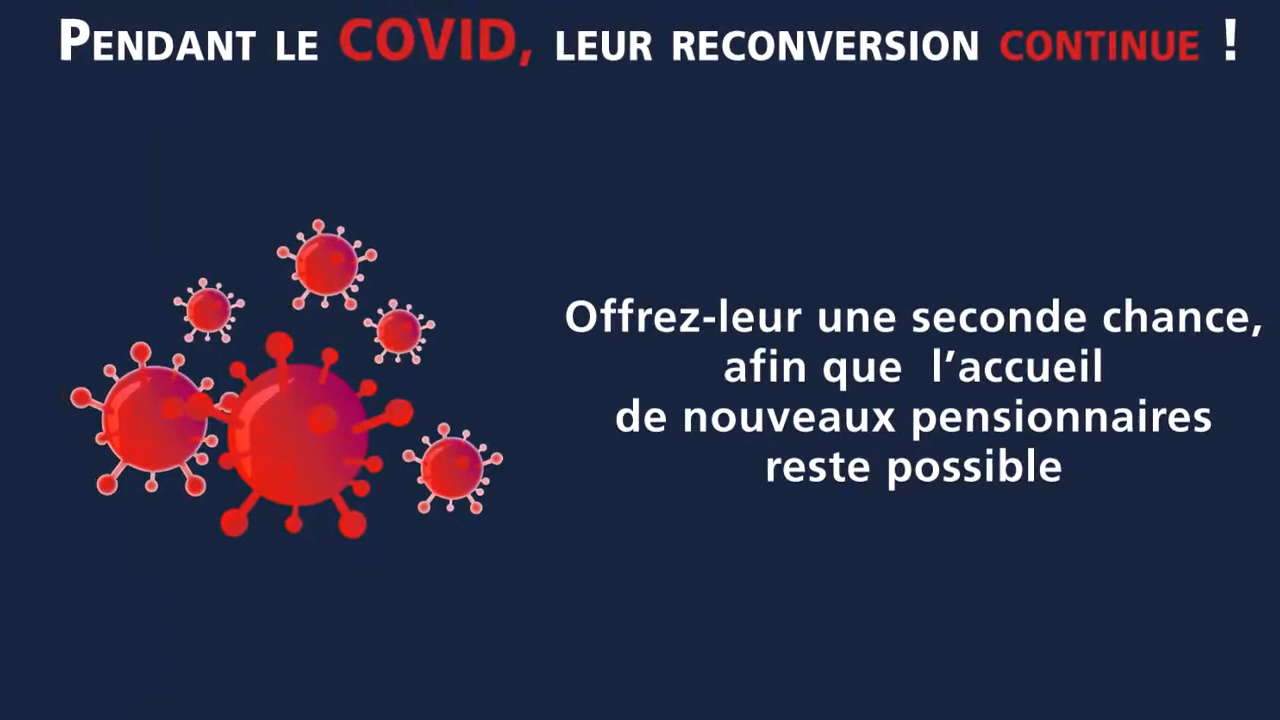 Pendant le COVID, leur reconversion continue !
Offrez-leur une seconde chance,
afin que  l’accueil
de nouveaux pensionnaires
reste possible